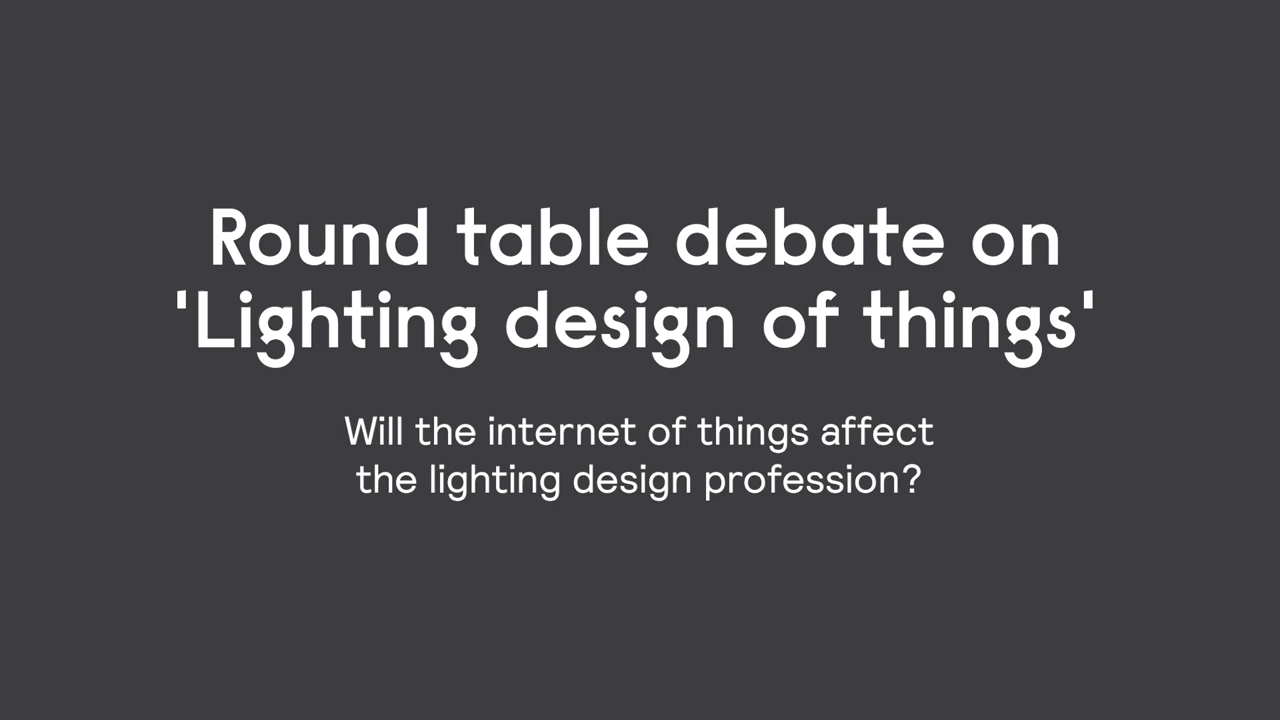 Round table debate on
'Lighting design of things'
Will the internet of things affect
the lighting design profession?